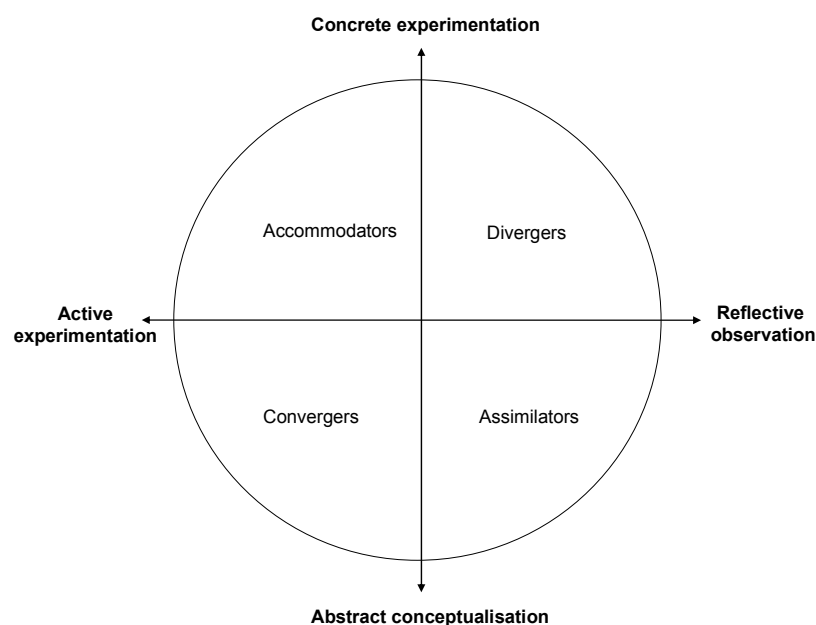 Concrete experimentation
Accommodators
Divergers
Active
experimentation
Reflective
observation
Convergers
Assimilators
Abstract conceptualisation